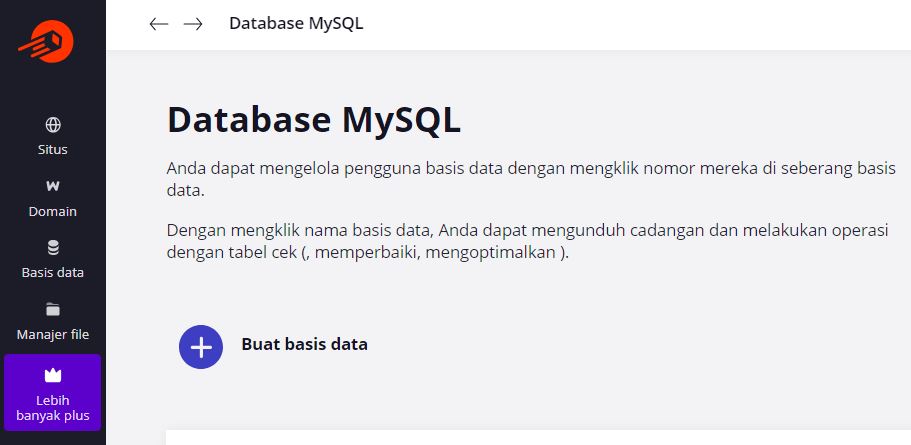 Database MySQL
Situs
Domain
Basis data
Manajer file
Lebih
banyak plus
Database MySQL
Anda dapat mengelola pengguna basis data dengan mengklik nomor mereka di seberang basis
data.
Dengan mengklik nama basis data, Anda dapat mengunduh cadangan dan melakukan operasi
dengan tabel cek (, memperbaiki, mengoptimalkan ).
Buat basis data